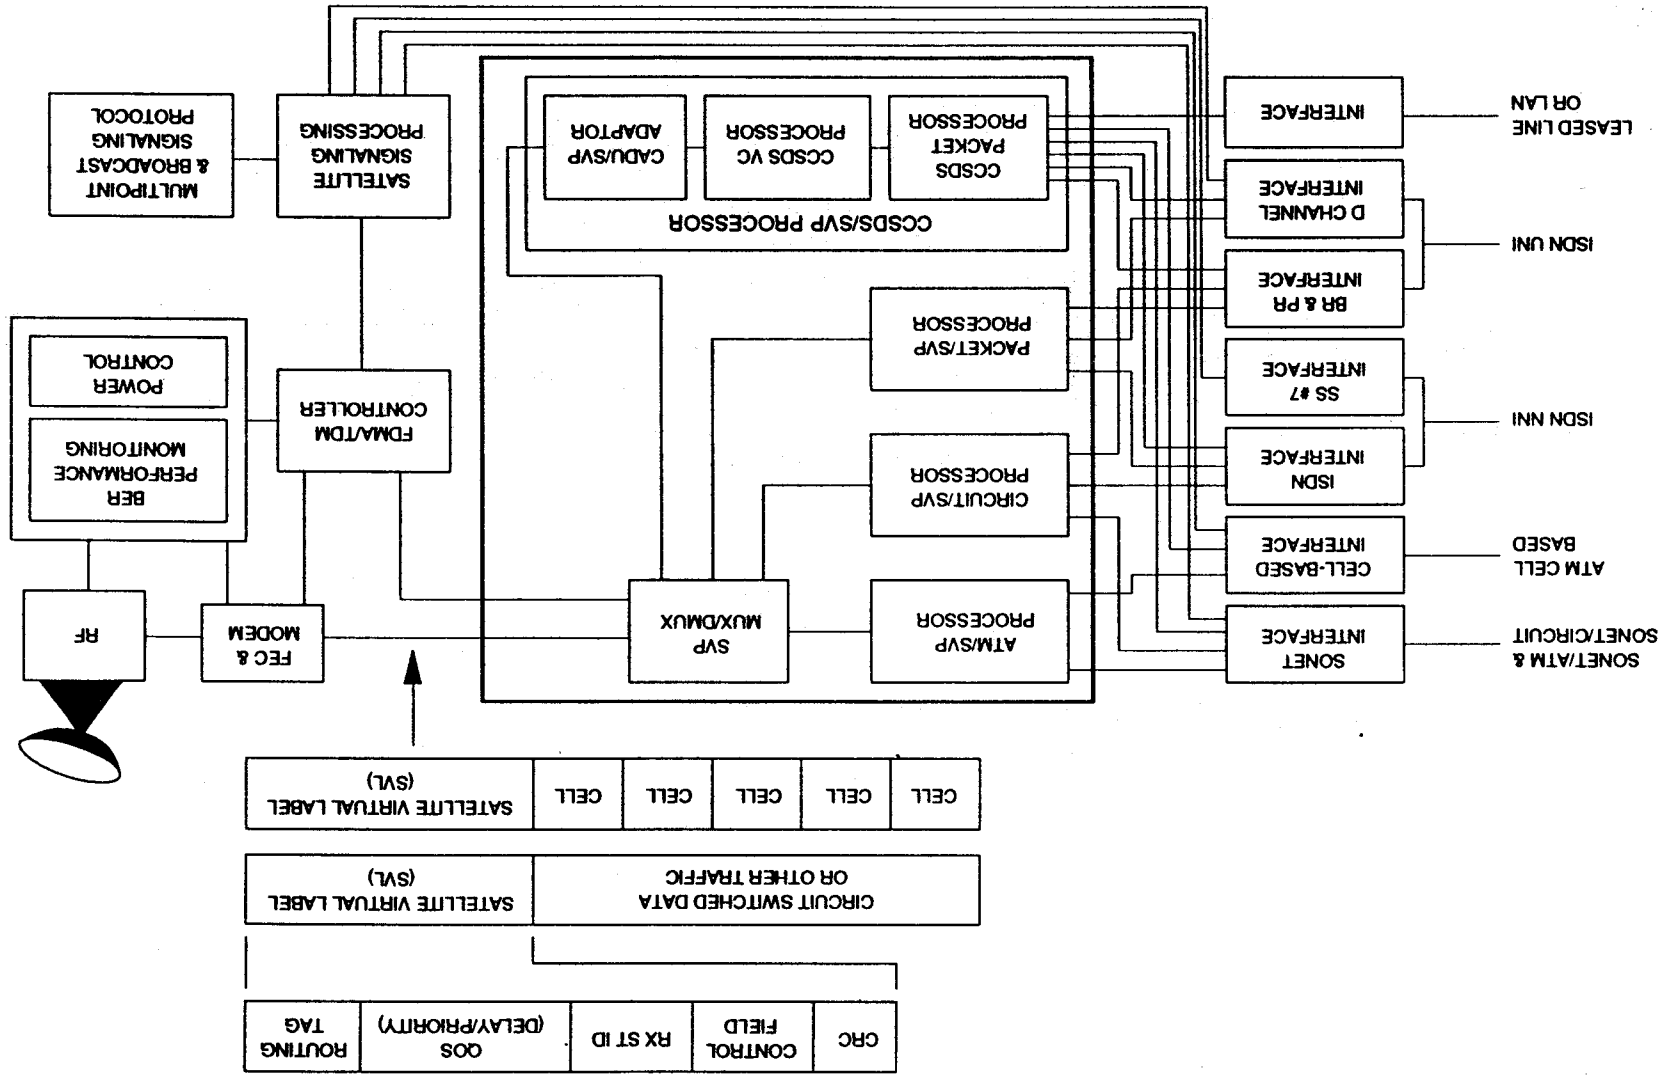 CRC
CONTROL
FIELD
RX ST ID
QOS
(DELAY/PRIORITY)
ROUTING
TAG
CIRCUIT SWITCHED DATA
OR OTHER TRAFFIC
SATELLITE VIRTUAL LABEL
(SVL)
CELL
CELL
CELL
CELL
CELL
SATELLITE VIRTUAL LABEL
(SVL)
SONET/ATM &
SONET/CIRCUIT
SONET
INTERFACE
ATM/SVP
PROCESSOR
SVP
MUX/DMUX
FEC &
MODEM
RF
ATM CELL
BASED
CELL-BASED
INTERFACE
ISDN
INTERFACE
CIRCUIT/SVP
PROCESSOR
BER
PERFORMANCE
MONITORING
ISDN NNI
SS #7
INTERFACE
FDMA/TDM
CONTROLLER
POWER
CONTROL
PACKET/SVP
PROCESSOR
BR & PR
INTERFACE
ISDN UNI
D CHANNEL
INTERFACE
CCSDS/SVP PROCESSOR
CCSDS
PACKET
PROCESSOR
CCSDS VC
PROCESSOR
CADU/SVP
ADAPTOR
SATELLITE
SIGNALING
PROCESSING
MULTIPOINT
& BROADCAST
SIGNALING
PROTOCOL
LEASED LINE
OR LAN
INTERFACE